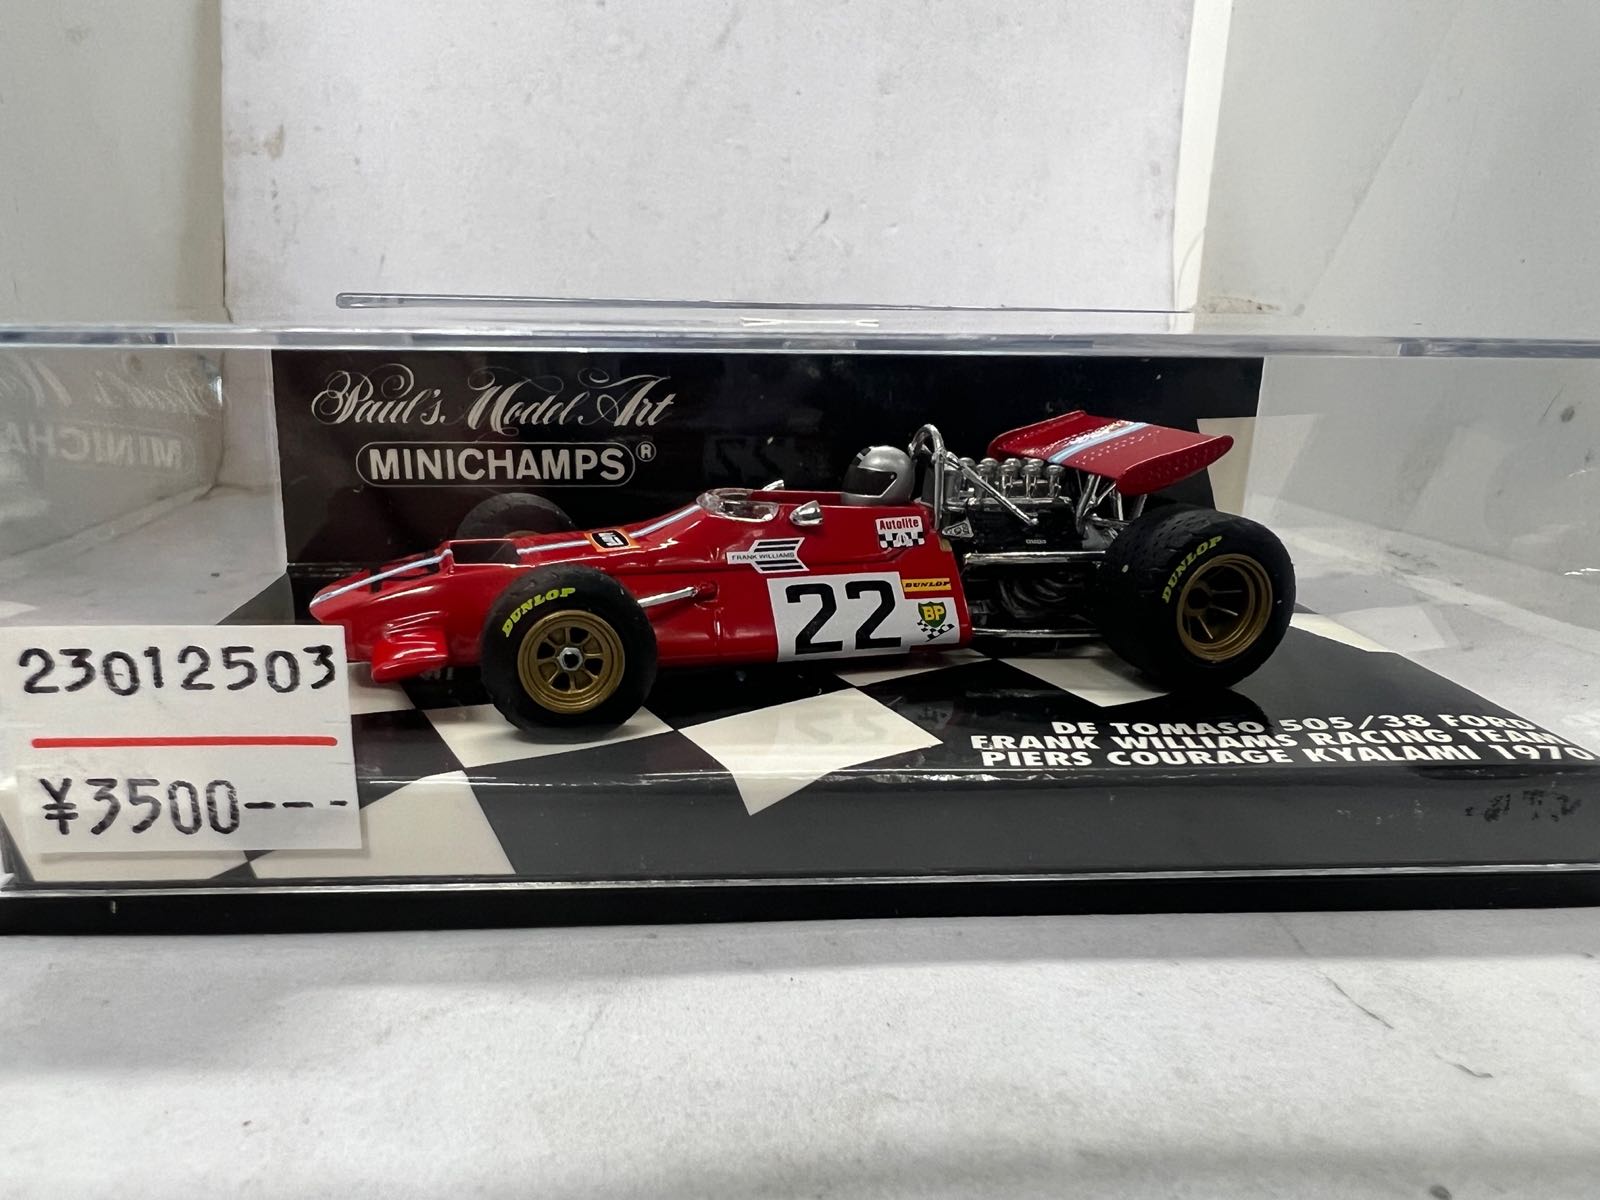 Paul's Model Art
MINICHAMPS®
Autolite
FRANK WILLIAMS
DUNLOP
DUNLOP
DUNLOP
22
BP
23012503
¥3500---
DE TOMASO 505/38 FORD
FRANK WILLIAMS RACING TEAM
PIERS COURAGE KYALAMI 1970